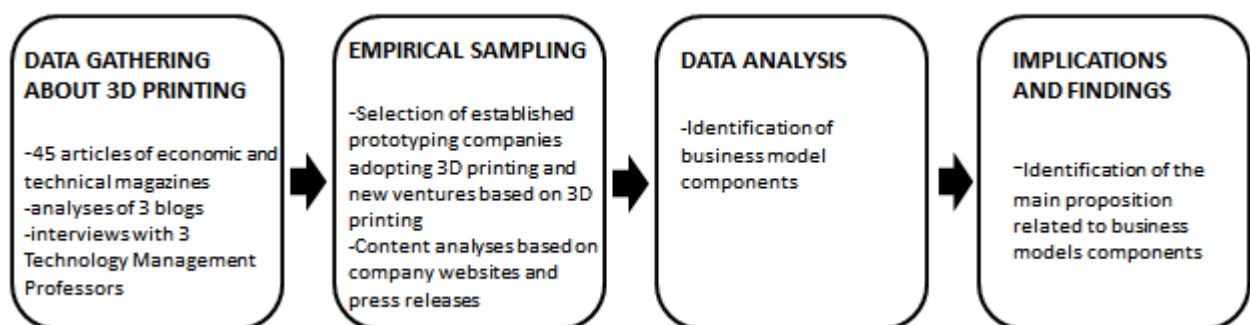 DATA GATHERING
ABOUT 3D PRINTING
-45 articles of economic and
technical magazines
-analyses of 3 blogs
-interviews with 3
Technology Management
Professors
EMPIRICAL SAMPLING
-Selection of established
prototyping companies
adopting 3D printing and
new ventures based on 3D
printing
-Content analyses based on
company websites and
press releases
DATA ANALYSIS
-Identification of
business model
components
IMPLICATIONS
AND FINDINGS
-Identification of the
main proposition
related to business
models components